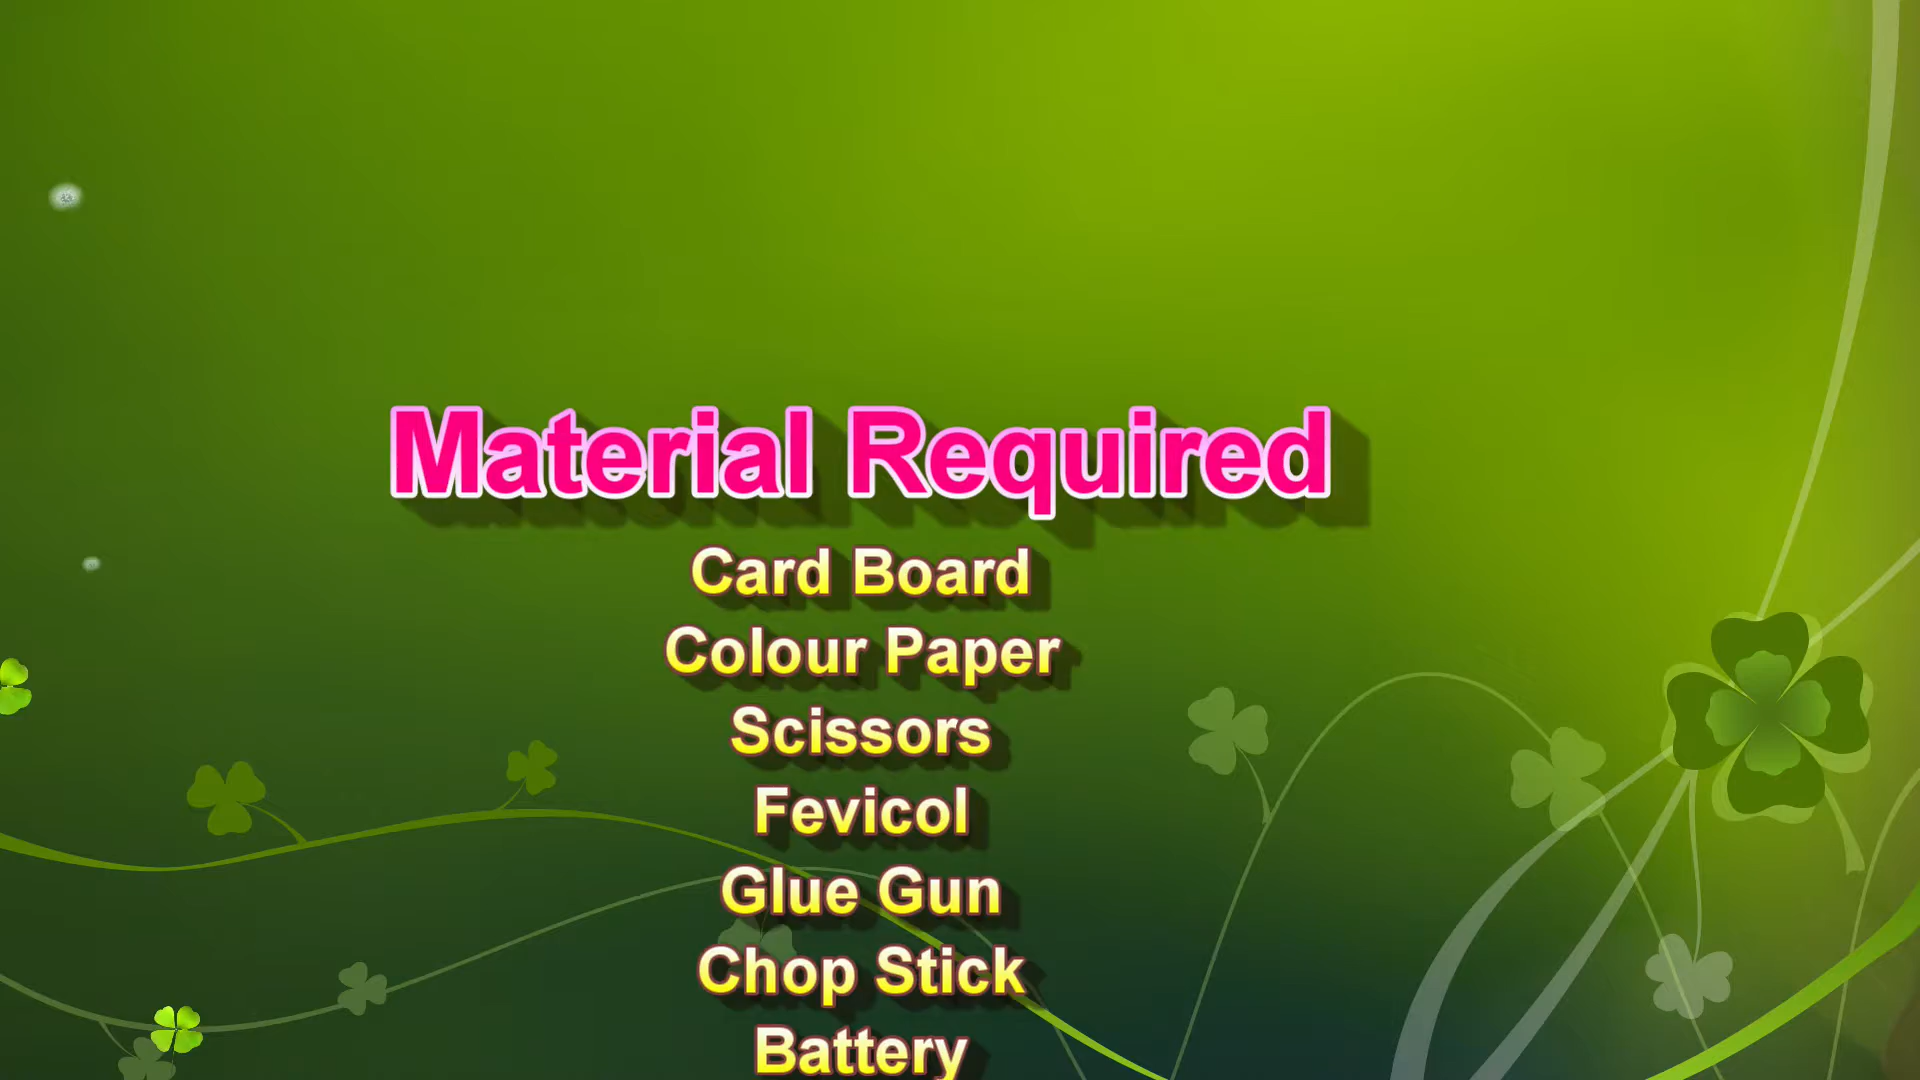 Material Required
Card Board
Colour Paper
Scissors
Fevicol
Glue Gun
Chop Stick
Battery